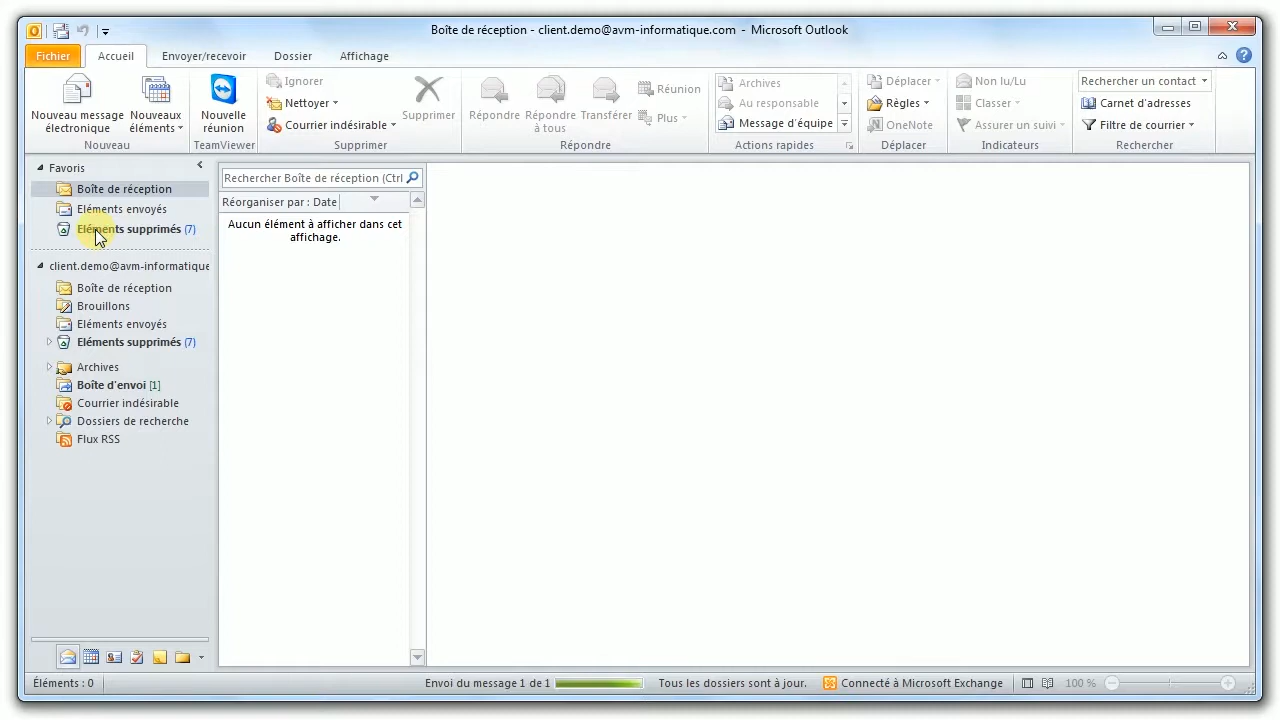 Boîte de réception - client.demo@avm-informatique.com - Microsoft Outlook
Fichier
Accueil
Envoyer/recevoir
Dossier
Affichage
Nouveau message électronique
Nouveaux éléments
Nouveau
Nouvelle réunion
TeamViewer
Ignorer
Nettoyer
Courrier indésirable
Supprimer
Supprimer
Répondre
Répondre à tous
Transférer
Réunion
Plus
Répondre
Archives
Au responsable
Message d'équipe
Actions rapides
Déplacer
Règles
OneNote
Déplacer
Non lu/Lu
Classer
Assurer un suivi
Indicateurs
Rechercher un contact
Carnet d'adresses
Filtre de courrier
Rechercher
Favoris
Boîte de réception
Eléments envoyés
Eléments supprimés (7)
client.demo@avm-informatique
Boîte de réception
Brouillons
Eléments envoyés
Eléments supprimés (7)
Archives
Boîte d'envoi [1]
Courrier indésirable
Dossiers de recherche
Flux RSS
Rechercher Boîte de réception (Ctrl
Réorganiser par : Date
Aucun élément à afficher dans cet
affichage.
Éléments : 0
Envoi du message 1 de 1
Tous les dossiers sont à jour.
Connecté à Microsoft Exchange
100 %